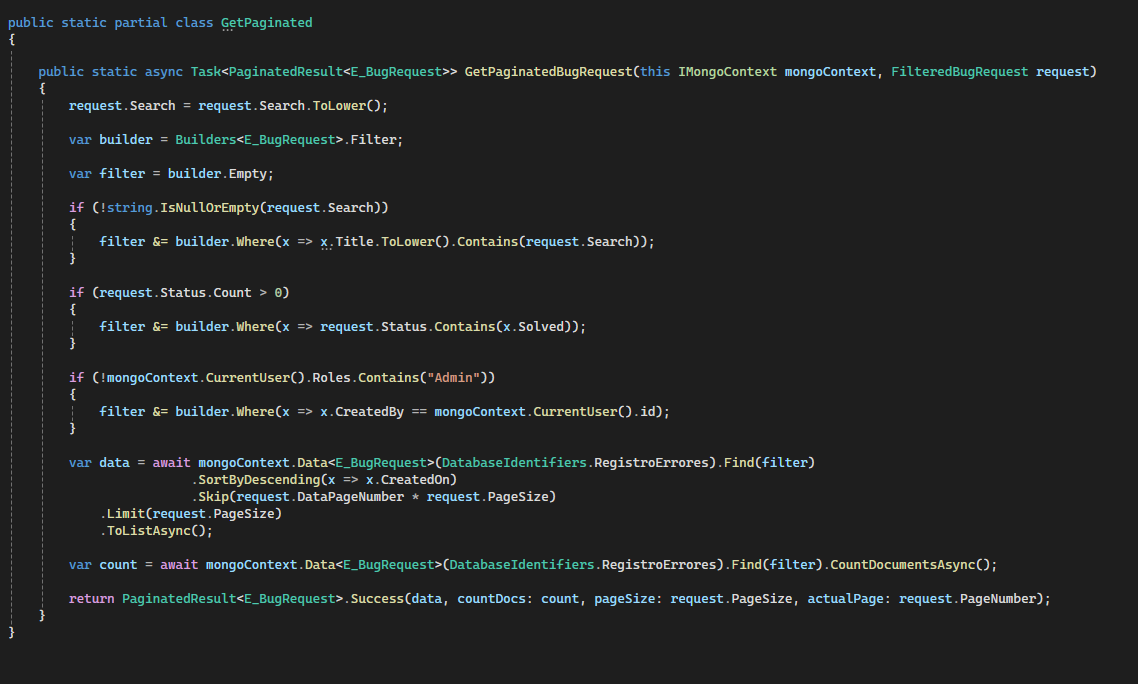 public static partial class GetPaginated
{
public static async Task<PaginatedResult<E_BugRequest>> GetPaginatedBugRequest(this IMongoContext mongoContext, FilteredBugRequest request)
{
request.Search = request.Search.ToLower();
var builder = Builders<E_BugRequest>.Filter;
var filter = builder.Empty;
if (!string.IsNullOrEmpty(request.Search))
{
filter &= builder.Where(x => x.Title.ToLower().Contains(request.Search));
}
if (request.Status.Count > 0)
{
filter &= builder.Where(x => request.Status.Contains(x.Solved));
}
if (!mongoContext.CurrentUser().Roles.Contains("Admin"))
{
filter &= builder.Where(x => x.CreatedBy == mongoContext.CurrentUser().id);
}
var data = await mongoContext.Data<E_BugRequest>(DatabaseIdentifiers.RegistroErrores).Find(filter)
.SortByDescending(x => x.CreatedOn)
.Skip(request.DataPageNumber * request.PageSize)
.Limit(request.PageSize)
.ToListAsync();
var count = await mongoContext.Data<E_BugRequest>(DatabaseIdentifiers.RegistroErrores).Find(filter).CountDocumentsAsync();
return PaginatedResult<E_BugRequest>.Success(data, countDocs: count, pageSize: request.PageSize, actualPage: request.PageNumber);
}
}